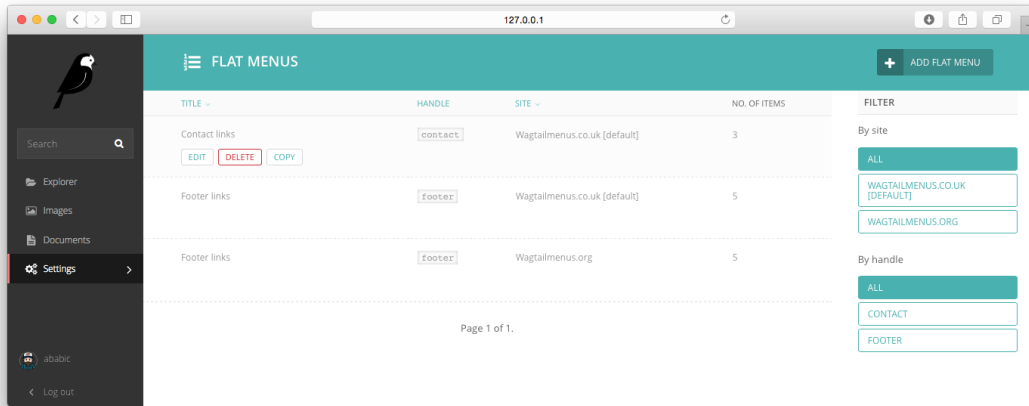 127.0.0.1
FLAT MENUS
ADD FLAT MENU
Search
Explorer
Images
Documents
Settings
ababic
Log out
TITLE HANDLE SITE NO. OF ITEMS
Contact links contact Wagtailmenus.co.uk [default] 3
EDIT DELETE COPY
Footer links footer Wagtailmenus.co.uk [default] 5
Footer links footer Wagtailmenus.org 5
Page 1 of 1.
FILTER
By site
ALL
WAGTAILMENUS.CO.UK
[DEFAULT]
WAGTAILMENUS.ORG
By handle
ALL
CONTACT
FOOTER